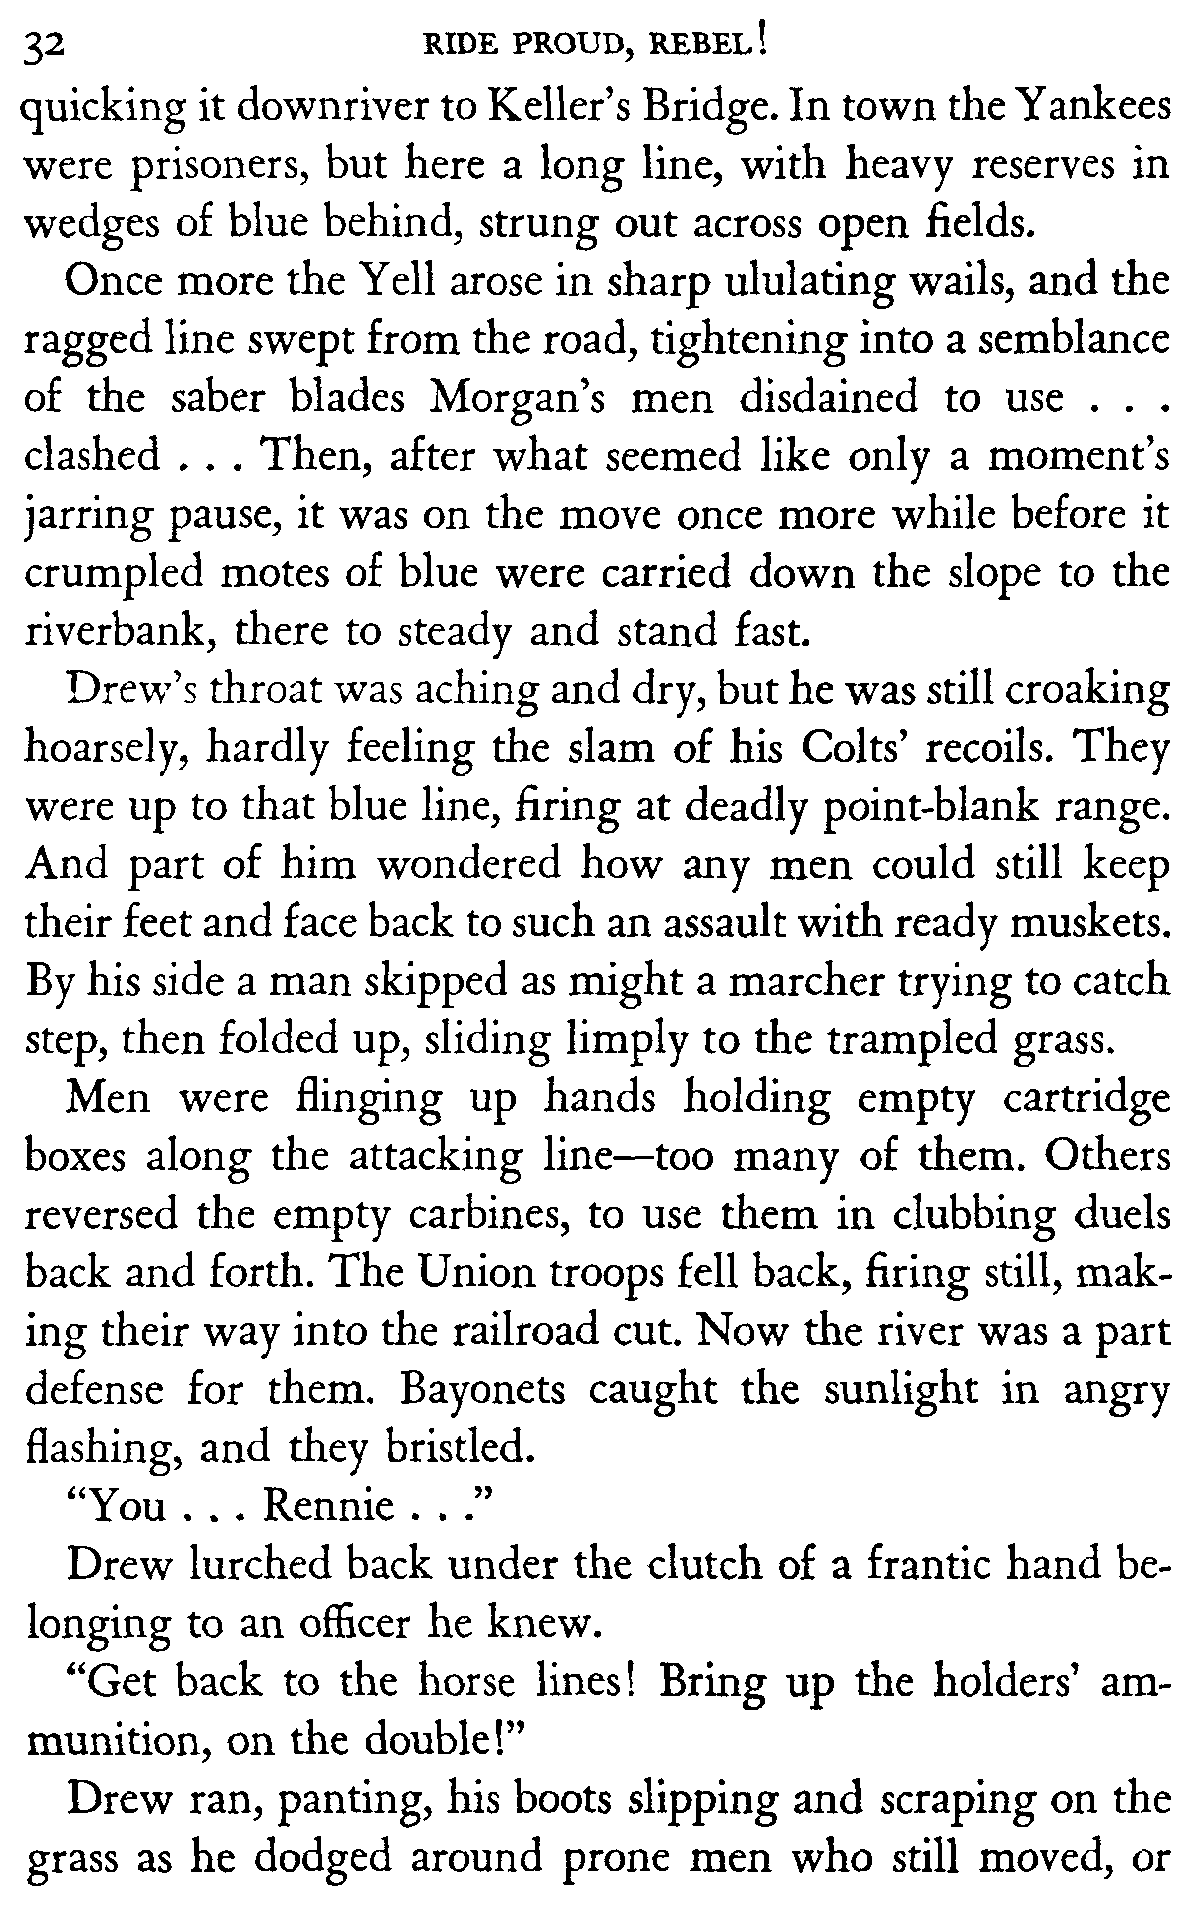 32 RIDE PROUD, REBEL!
quicking it downriver to Keller's Bridge. In town the Yankees
were prisoners, but here a long line, with heavy reserves in
wedges of blue behind, strung out across open fields.
Once more the Yell arose in sharp ululating wails, and the
ragged line swept from the road, tightening into a semblance
of the saber blades Morgan's men disdained to use . . .
clashed . . . Then, after what seemed like only a moment's
jarring pause, it was on the move once more while before it
crumpled motes of blue were carried down the slope to the
riverbank, there to steady and stand fast.
Drew's throat was aching and dry, but he was still croaking
hoarsely, hardly feeling the slam of his Colts' recoils. They
were up to that blue line, firing at deadly point-blank range.
And part of him wondered how any men could still keep
their feet and face back to such an assault with ready muskets.
By his side a man skipped as might a marcher trying to catch
step, then folded up, sliding limply to the trampled grass.
Men were flinging up hands holding empty cartridge
boxes along the attacking line—too many of them. Others
reversed the empty carbines, to use them in clubbing duels
back and forth. The Union troops fell back, firing still, mak-
ing their way into the railroad cut. Now the river was a part
defense for them. Bayonets caught the sunlight in angry
flashing, and they bristled.
"You . . . Rennie . . ."
Drew lurched back under the clutch of a frantic hand be-
longing to an officer he knew.
"Get back to the horse lines! Bring up the holders' am-
munition, on the double!"
Drew ran, panting, his boots slipping and scraping on the
grass as he dodged around prone men who still moved, or